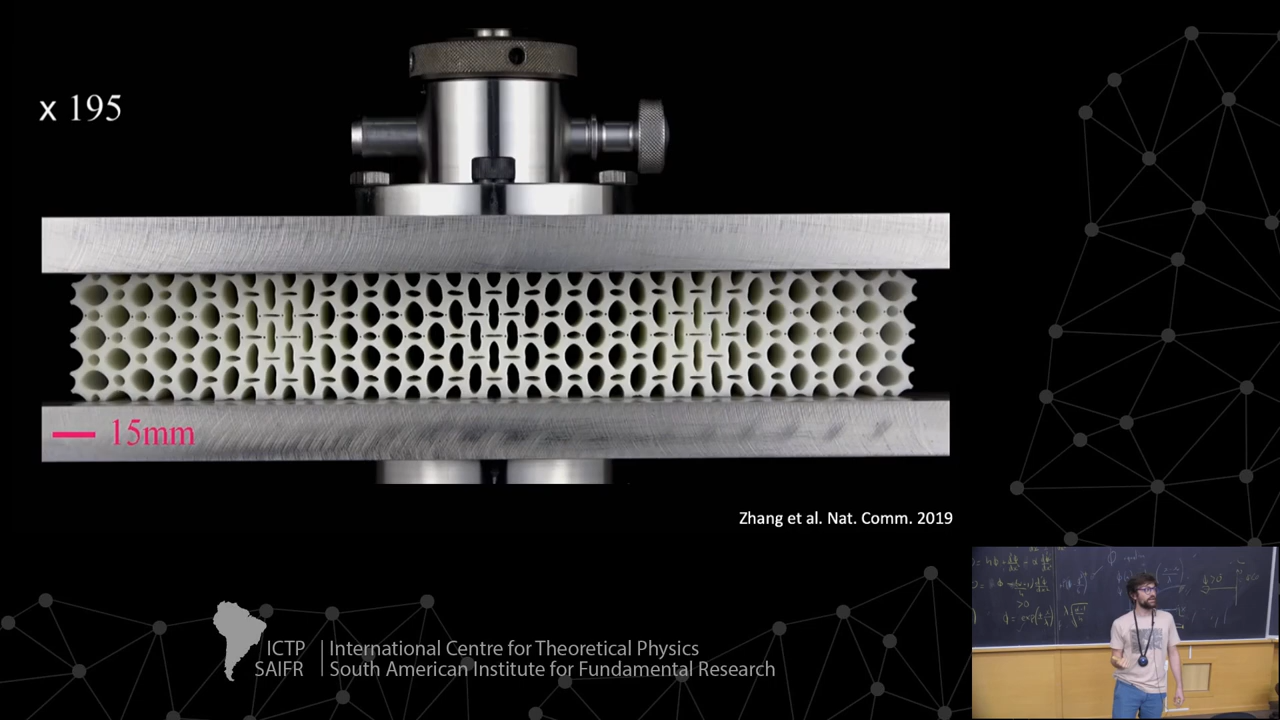 x 195
15mm
Zhang et al. Nat. Comm. 2019
ICTP
SAIFR
International Centre for Theoretical Physics
South American Institute for Fundamental Research